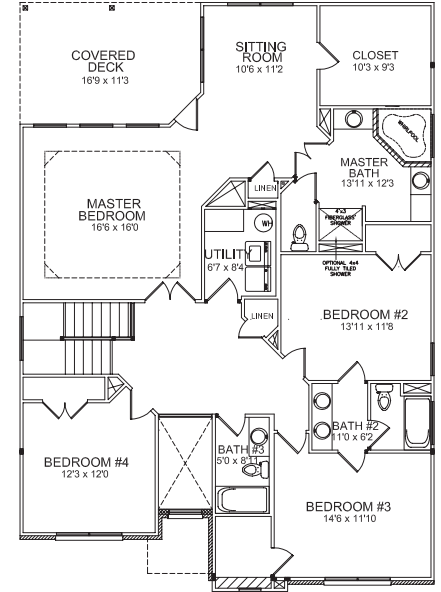 COVERED
DECK
16'9 x 11'3
SITTING
ROOM
10'6 x 11'2
CLOSET
10'3 x 9'3
WHIRLPOOL
MASTER
BATH
13'11 x 12'3
LINEN
MASTER
BEDROOM
16'6 x 16'0
4'x3'
FIBERGLASS
SHOWER
WH
UTILITY
6'7 x 8'4
OPTIONAL 4x4
FULLY TILED
SHOWER
LINEN
BEDROOM #2
13'11 x 11'8
BATH #2
11'0 x 6'2
BATH #3
5'0 x 8'11
BEDROOM #4
12'3 x 12'0
BEDROOM #3
14'6 x 11'10